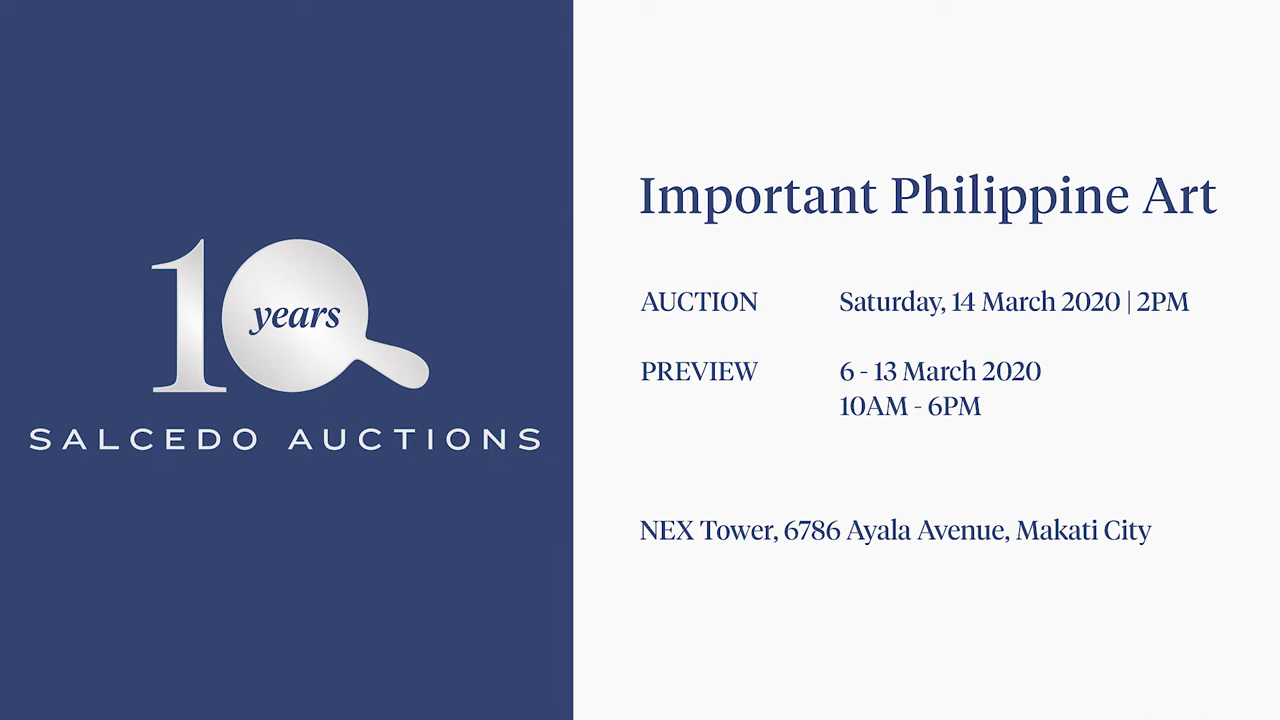 10 years
SALCEDO AUCTIONS
Important Philippine Art
AUCTION Saturday, 14 March 2020 | 2PM
PREVIEW 6 - 13 March 2020
10AM - 6PM
NEX Tower, 6786 Ayala Avenue, Makati City